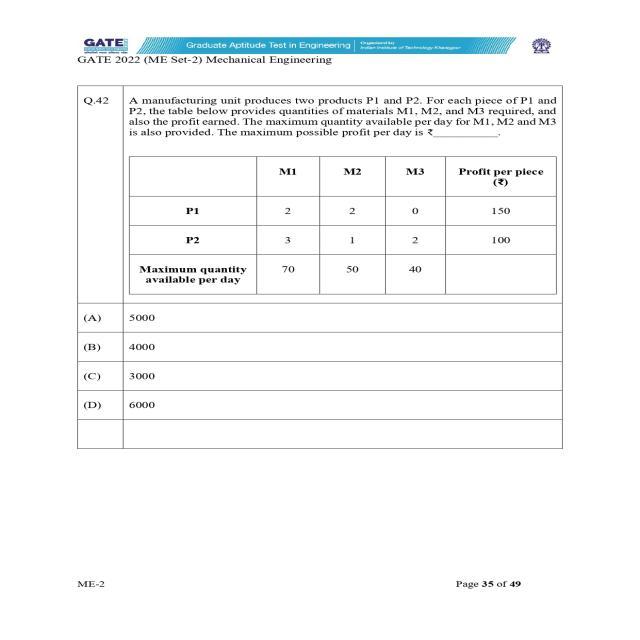 GATE
Graduate Aptitude Test in Engineering
Organized by
Indian Institute of Technology Kharagpur
GATE 2022 (ME Set-2) Mechanical Engineering
Q.42 A manufacturing unit produces two products P1 and P2. For each piece of P1 and
P2, the table below provides quantities of materials M1, M2, and M3 required, and
also the profit earned. The maximum quantity available per day for M1, M2 and M3
is also provided. The maximum possible profit per day is ₹__________.
M1 M2 M3 Profit per piece
(₹)
P1 2 2 0 150
P2 3 1 2 100
Maximum quantity
available per day 70 50 40
(A) 5000
(B) 4000
(C) 3000
(D) 6000
ME-2 Page 35 of 49